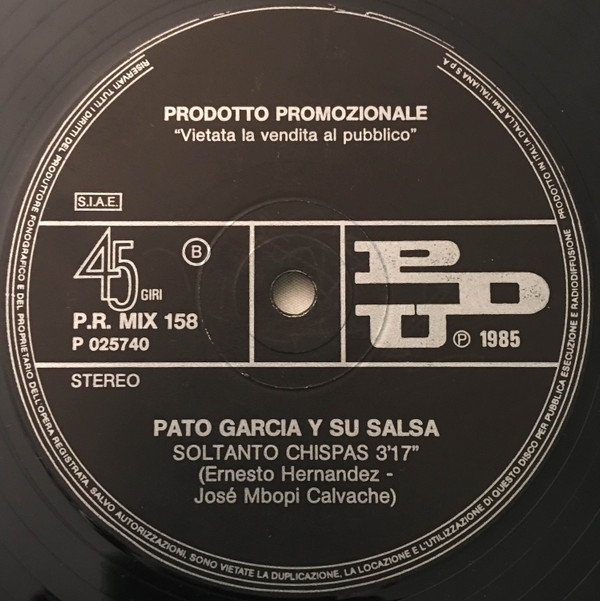 RISERVATI TUTTI I DIRITTI DEL PRODUTTORE FONOGRAFICO E DEL PROPRIETARIO DELL'OPERA REGISTRATA. SALVO AUTORIZZAZIONI, SONO VIETATE LA DUPLICAZIONE, LA LOCAZIONE E L'UTILIZZAZIONE DI QUESTO DISCO PER PUBBLICA ESECUZIONE E RADIODIFFUSIONE
PRODOTTO IN ITALIA DALLA EMI ITALIANA S p A
PRODOTTO PROMOZIONALE
"Vietata la vendita al pubblico"
S.I.A.E.
45 GIRI
B
P.R. MIX 158
P 025740
PDU
℗ 1985
STEREO
PATO GARCIA Y SU SALSA
SOLTANTO CHISPAS 3'17"
(Ernesto Hernandez -
José Mbopi Calvache)